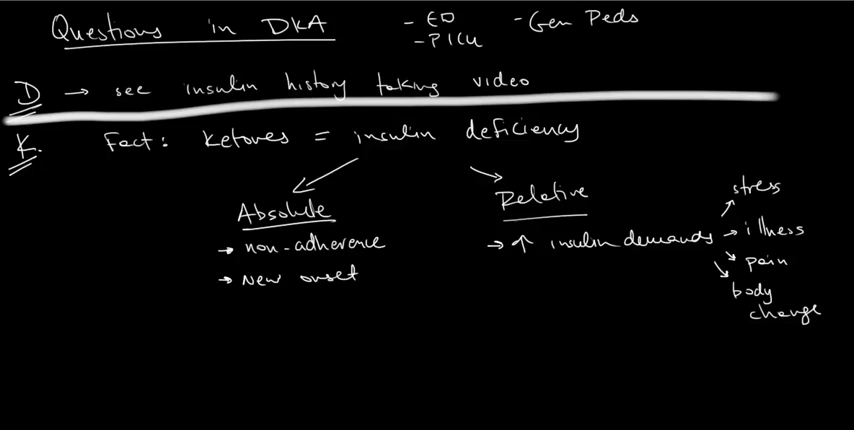 Questions in DKA
- ED
- PICU
- Gen Peds
D → see insulin history taking video
K. Fact: Ketones = insulin deficiency
Absolute
→ non-adherence
→ New onset
Relative
→ ↑ insulin demands
stress
→ illness
pain
body
change